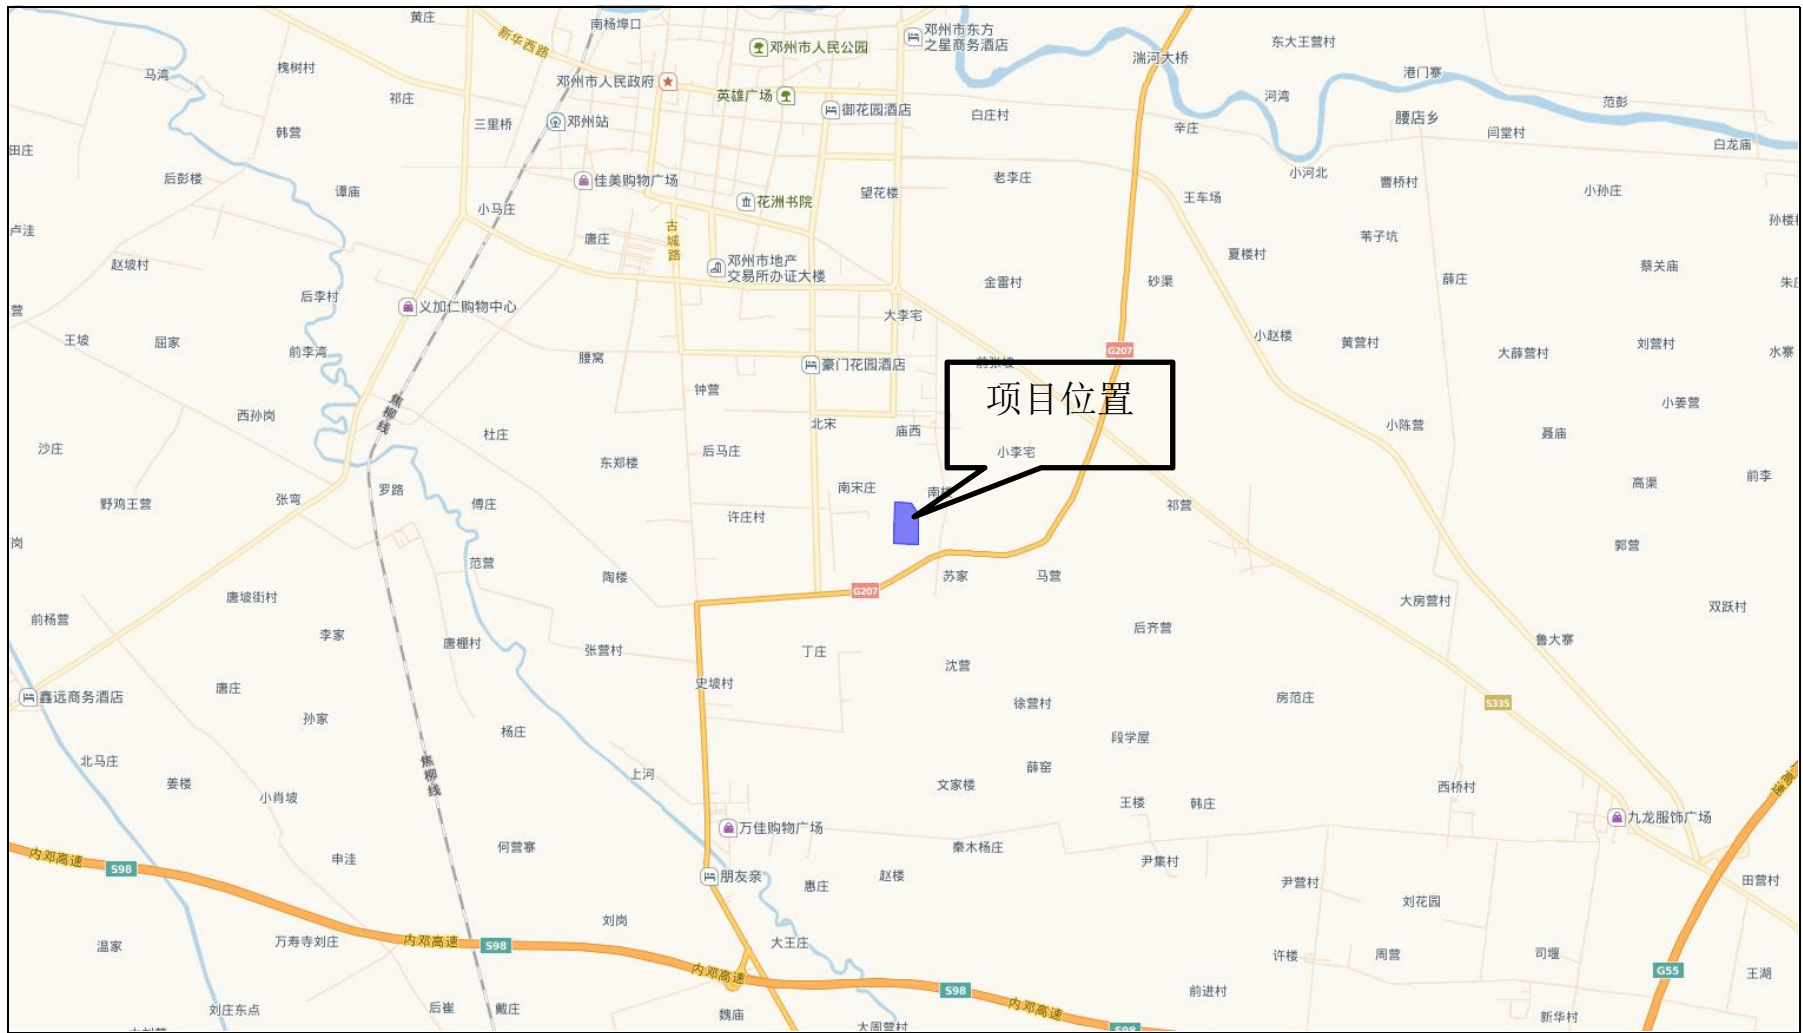 黄庄
南杨埠口
新华西路
邓州市人民公园
邓州市东方
之星商务酒店
东大王营村
湍河大桥
港门寨
马湾
槐树村
祁庄
邓州市人民政府
英雄广场
御花园酒店
白庄村
河湾
范彭
腰店乡
韩营
三里桥
邓州站
辛庄
闫堂村
白龙庙
田庄
后彭楼
谭庙
佳美购物广场
花洲书院
望花楼
老李庄
王车场
小河北
曹桥村
小孙庄
小马庄
卢洼
唐庄
古城路
孙楼
苇子坑
赵坡村
邓州市地产
交易所办证大楼
夏楼村
蔡关庙
后李村
义加仁购物中心
金雷村
砂渠
薛庄
营
大李宅
王坡
屈家
前李湾
腰窝
豪门花园酒店
前张坡
G207
小赵楼
黄营村
大薛营村
刘营村
水寨
项目位置
钟营
焦柳线
西孙岗
杜庄
北宋
庙西
小陈营
小姜营
聂庙
沙庄
东郑楼
后马庄
小李宅
野鸡王营
张弯
罗路
傅庄
南宋庄
许庄村
祁营
高渠
前李
岗
范营
陶楼
苏家
马营
郭营
G207
前杨营
唐坡街村
李家
唐棚村
张营村
丁庄
沈营
后齐营
大房营村
双跃村
鲁大寨
鑫远商务酒店
唐庄
孙家
史坡村
徐营村
房范庄
S335
杨庄
段学屋
北马庄
姜楼
小肖坡
焦柳线
上河
文家楼
薛窑
王楼
韩庄
西桥村
高速
万佳购物广场
九龙服饰广场
内邓高速
S98
申洼
何营寨
朋友亲
惠庄
赵楼
秦木杨庄
尹集村
尹营村
刘花园
田营村
温家
万寿寺刘庄
内邓高速
S98
刘岗
大王庄
内邓高速
S98
内邓高速
许楼
周营
司堰
G55
王湖
刘庄东点
后崔
戴庄
魏庙
大周营村
前进村
新华村
S98